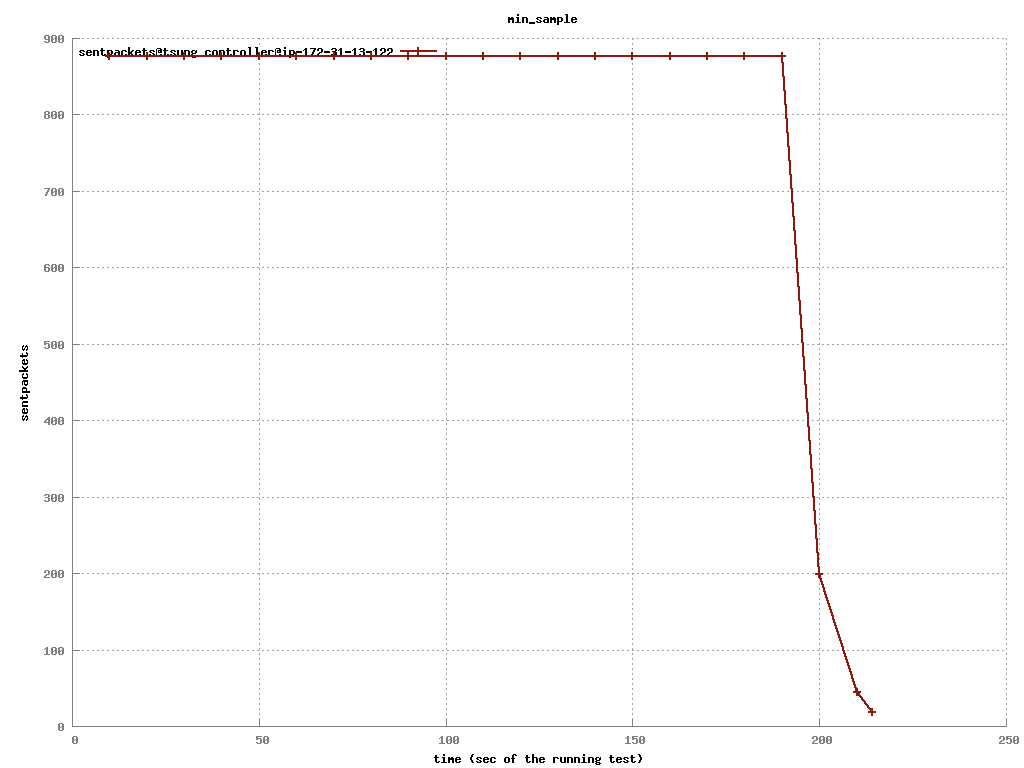 min_sample
sentpackets@tsung_controller@ip-172-31-13-122
900
800
700
600
500
400
300
200
100
0
sentpackets
0 50 100 150 200 250
time (sec of the running test)